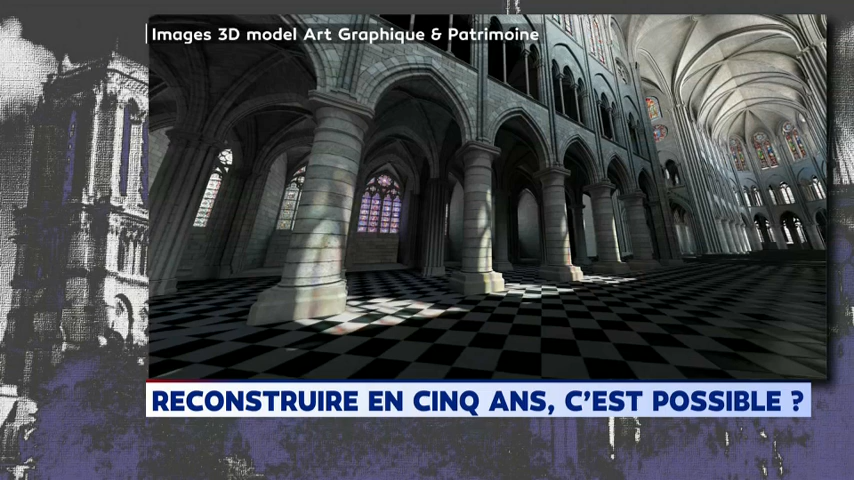 Images 3D model Art Graphique & Patrimoine
RECONSTRUIRE EN CINQ ANS, C'EST POSSIBLE ?